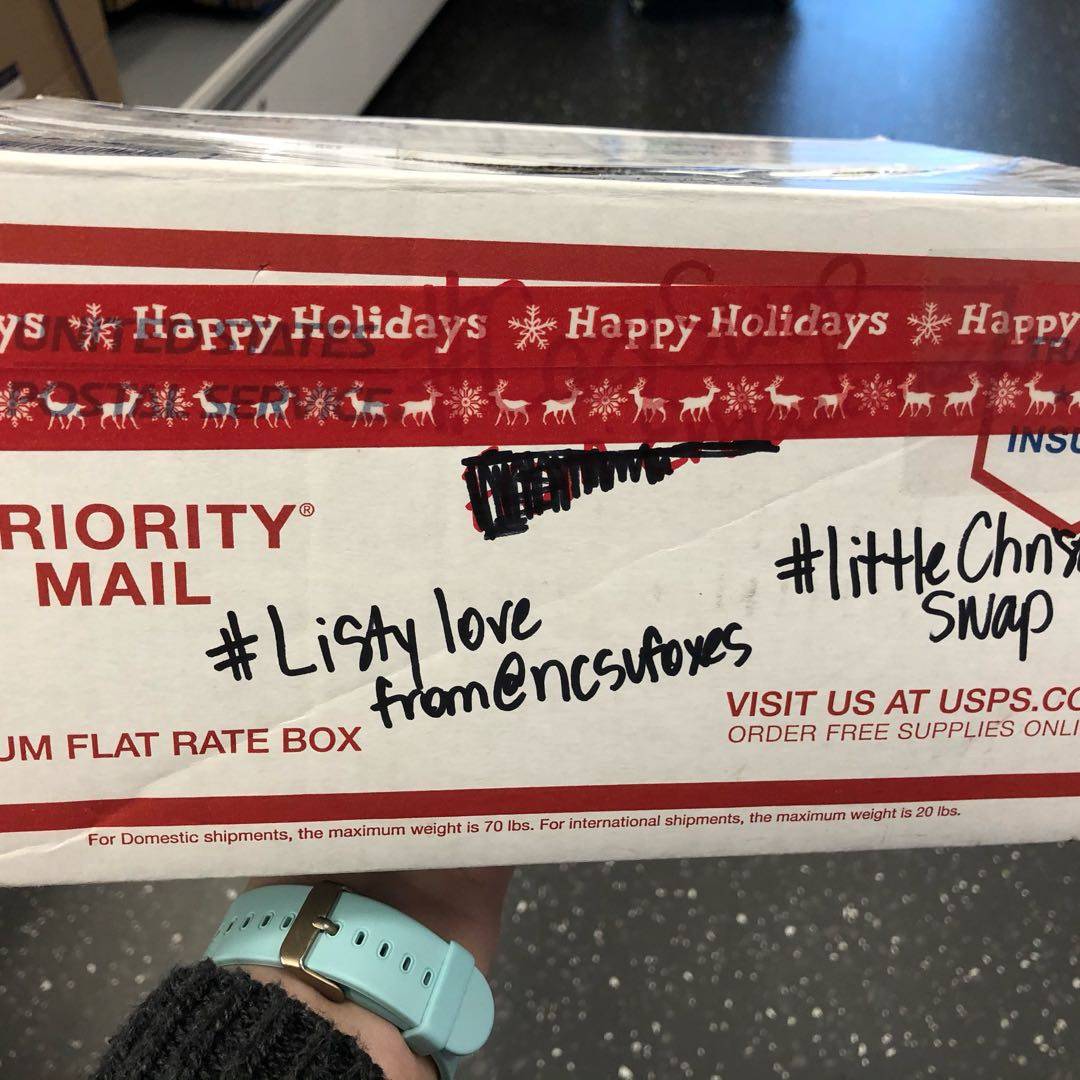 ys Happy Holidays Happy Holidays Happy
UNITED STATES
POSTAL SERVICE
TRA
INSU
RIORITY®
MAIL
#Listy love
from@ncsufoxes
#littleChrist
swap
UM FLAT RATE BOX
VISIT US AT USPS.CO
ORDER FREE SUPPLIES ONLI
For Domestic shipments, the maximum weight is 70 lbs. For international shipments, the maximum weight is 20 lbs.